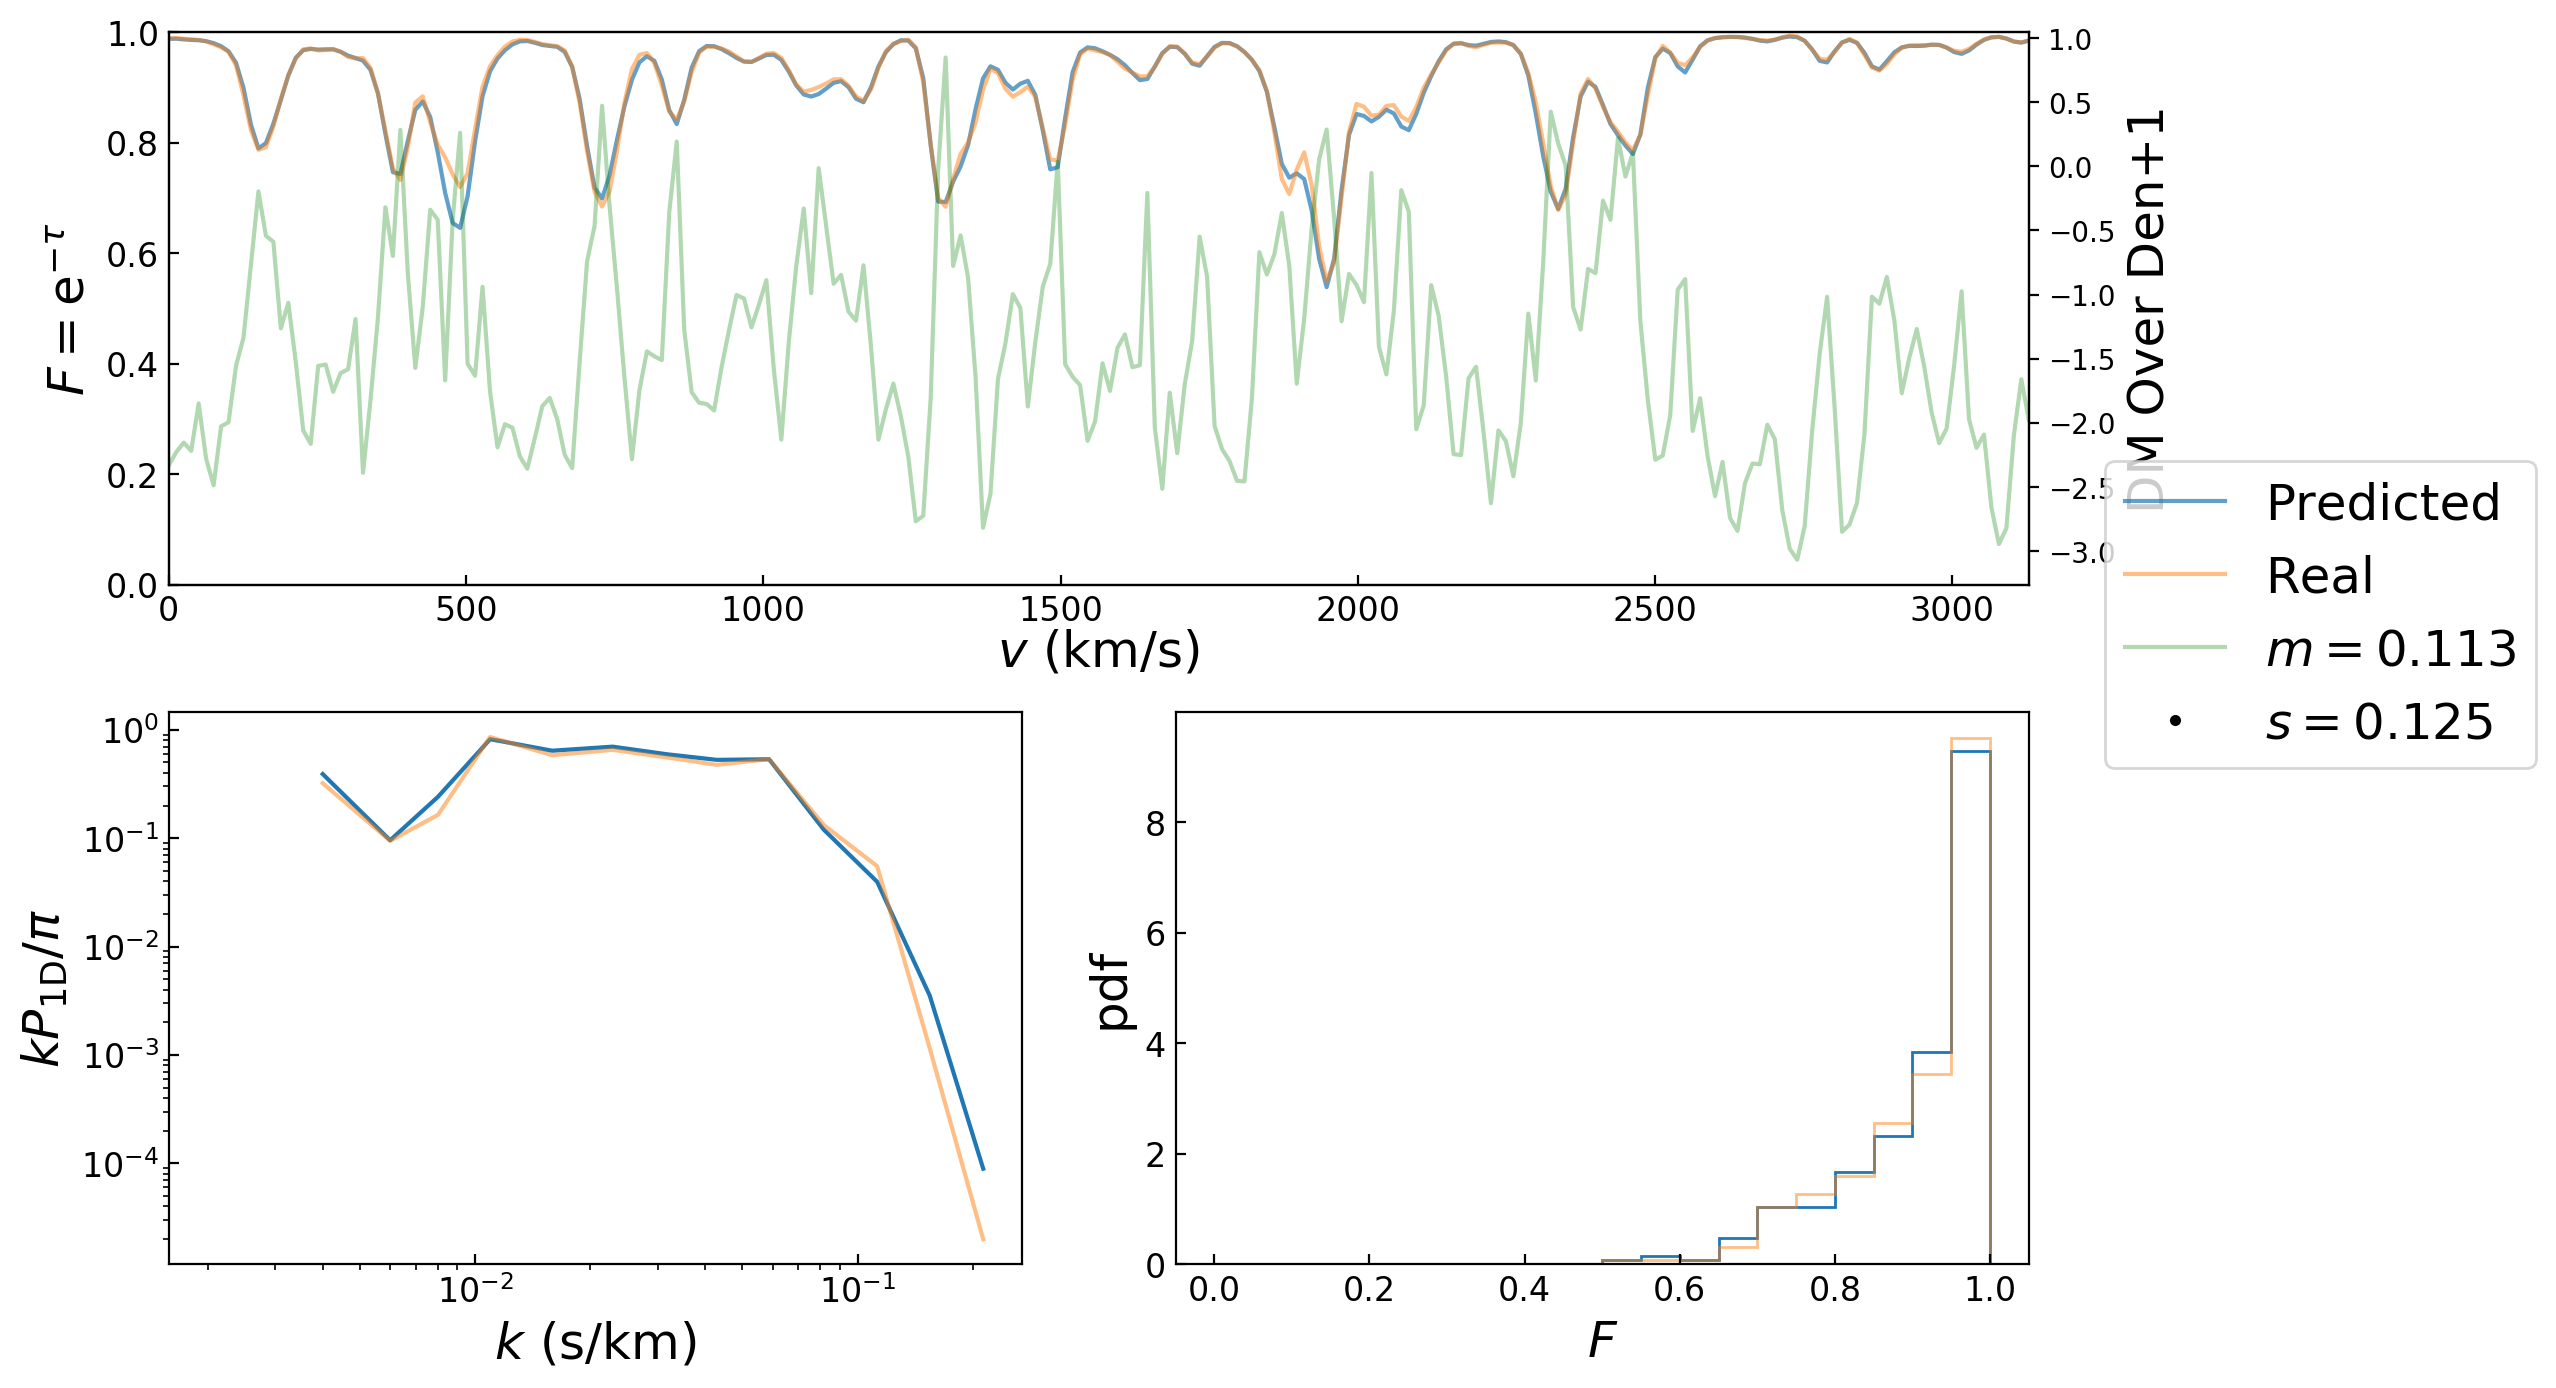 1.0
0.8
0.6
0.4
0.2
0.0
F = e^{−τ}
0 500 1000 1500 2000 2500 3000
v (km/s)
1.0
0.5
0.0
−0.5
−1.0
−1.5
−2.0
−2.5
−3.0
DM Over Den+1
Predicted
Real
m = 0.113
s = 0.125
10⁰
10⁻¹
10⁻²
10⁻³
10⁻⁴
kP_{1D}/π
10⁻² 10⁻¹
k (s/km)
8
6
4
2
0
pdf
0.0 0.2 0.4 0.6 0.8 1.0
F